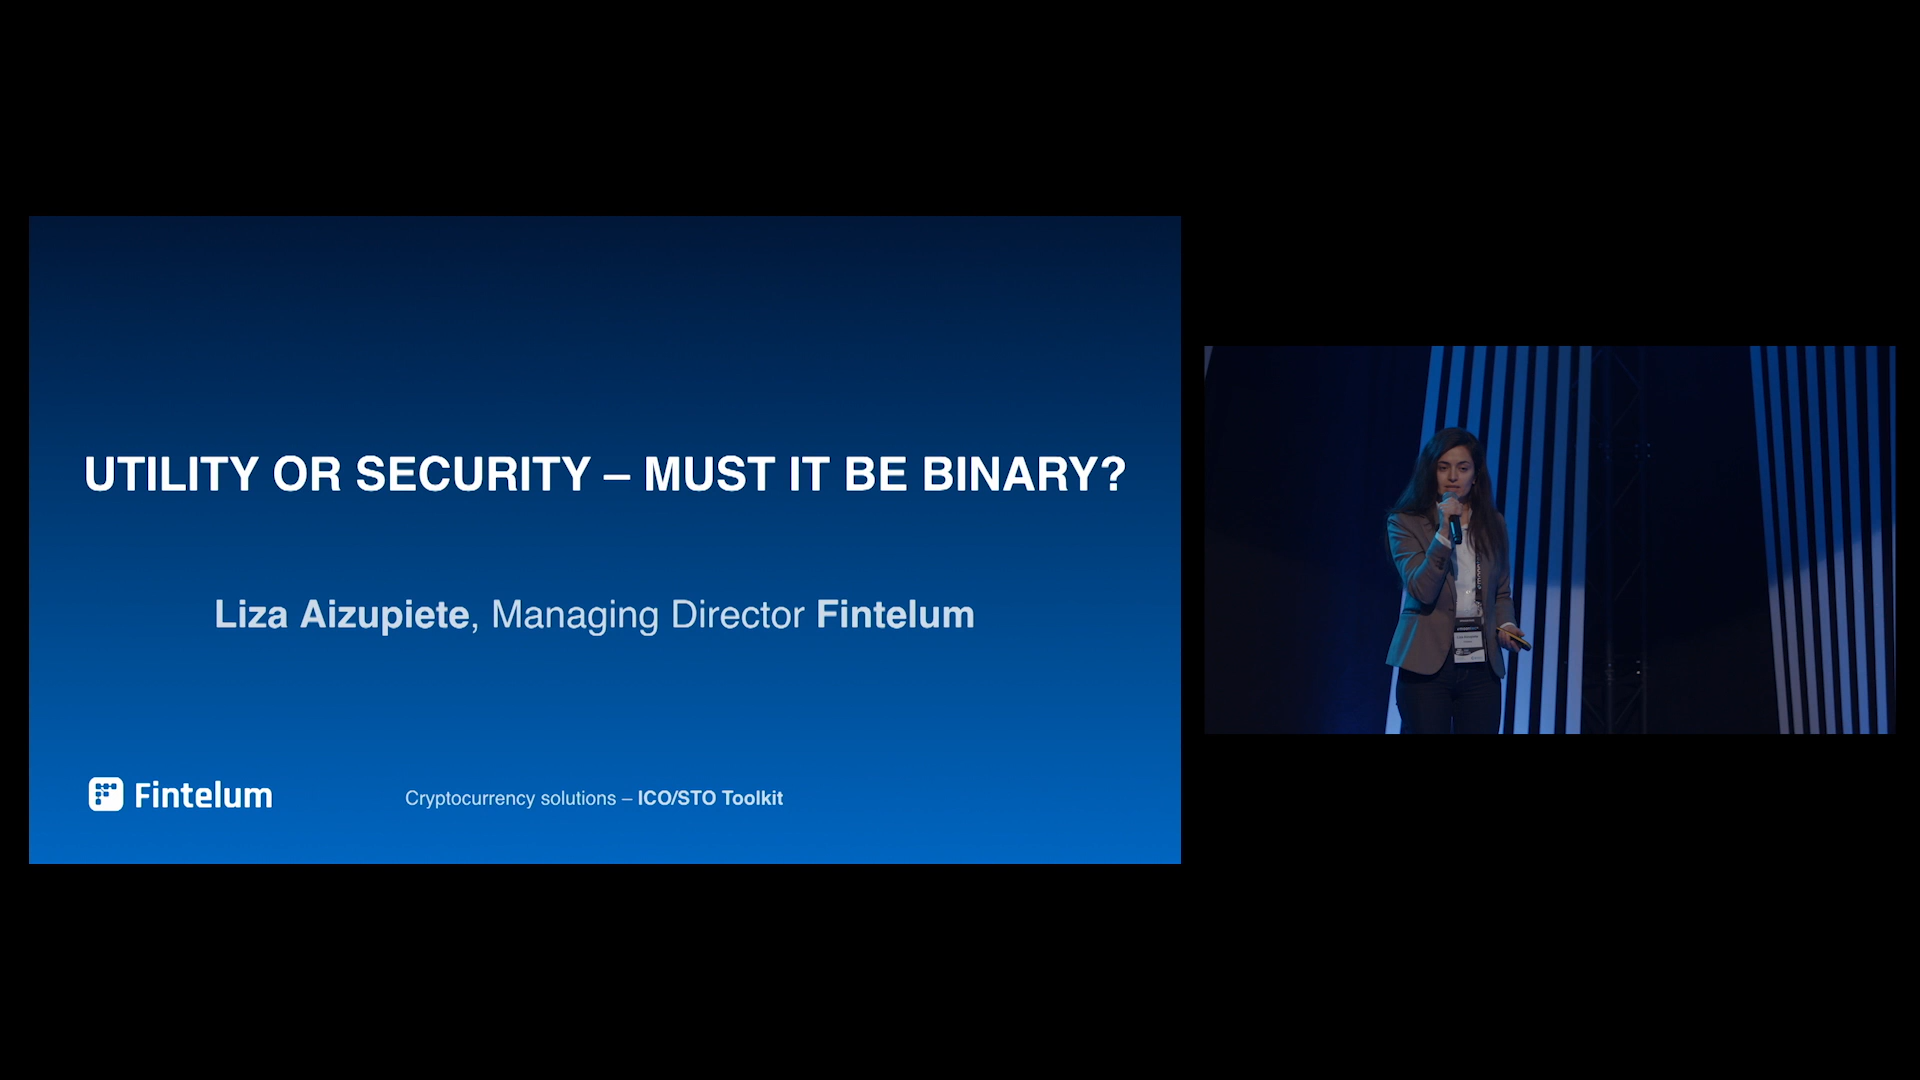 UTILITY OR SECURITY – MUST IT BE BINARY?
Liza Aizupiete, Managing Director Fintelum
Fintelum
Cryptocurrency solutions – ICO/STO Toolkit